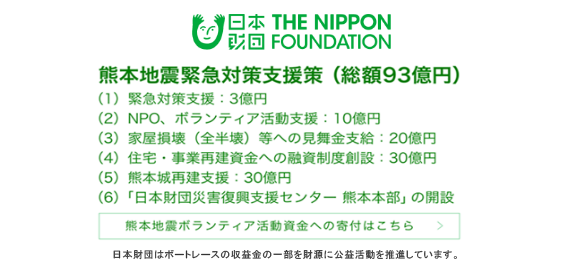 日本財団 THE NIPPON FOUNDATION
熊本地震緊急対策支援策（総額93億円）
（1）緊急対策支援：3億円
（2）NPO、ボランティア活動支援：10億円
（3）家屋損壊（全半壊）等への見舞金支給：20億円
（4）住宅・事業再建資金への融資制度創設：30億円
（5）熊本城再建支援：30億円
（6）「日本財団災害復興支援センター 熊本本部」の開設
熊本地震ボランティア活動資金への寄付はこちら
日本財団はボートレースの収益金の一部を財源に公益活動を推進しています。